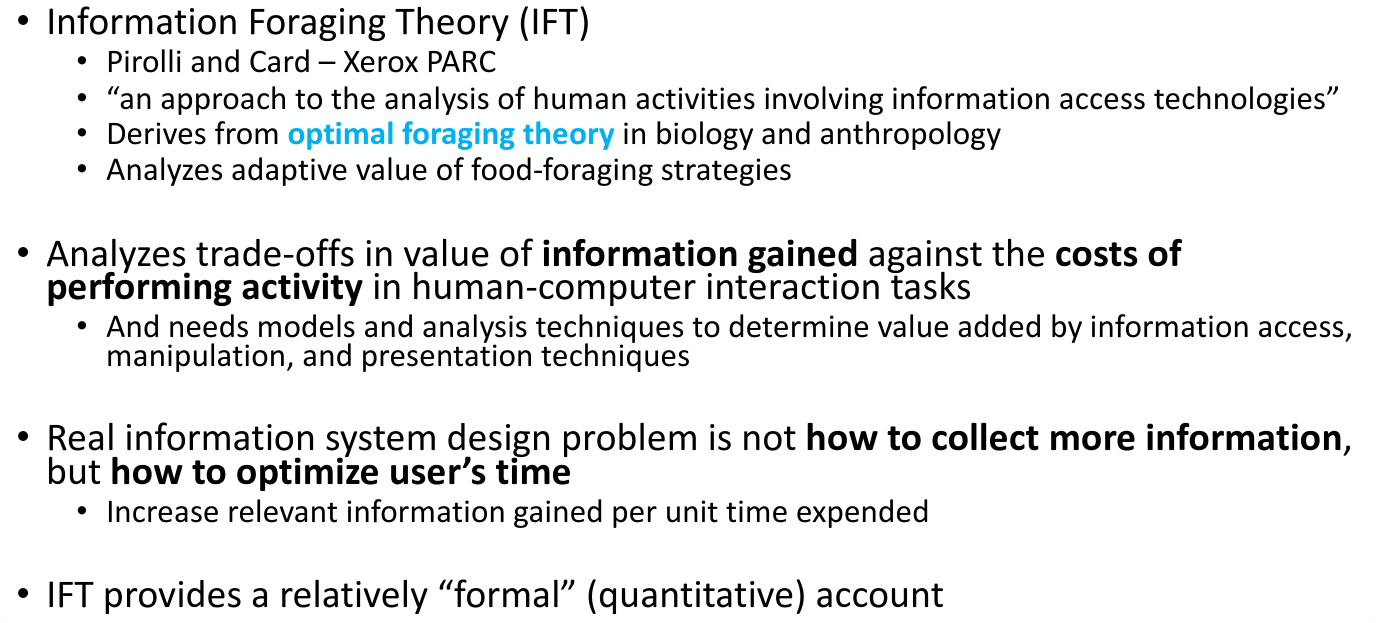 • Information Foraging Theory (IFT)
• Pirolli and Card – Xerox PARC
• “an approach to the analysis of human activities involving information access technologies”
• Derives from optimal foraging theory in biology and anthropology
• Analyzes adaptive value of food-foraging strategies
• Analyzes trade-offs in value of information gained against the costs of
performing activity in human-computer interaction tasks
• And needs models and analysis techniques to determine value added by information access,
manipulation, and presentation techniques
• Real information system design problem is not how to collect more information,
but how to optimize user’s time
• Increase relevant information gained per unit time expended
• IFT provides a relatively “formal” (quantitative) account